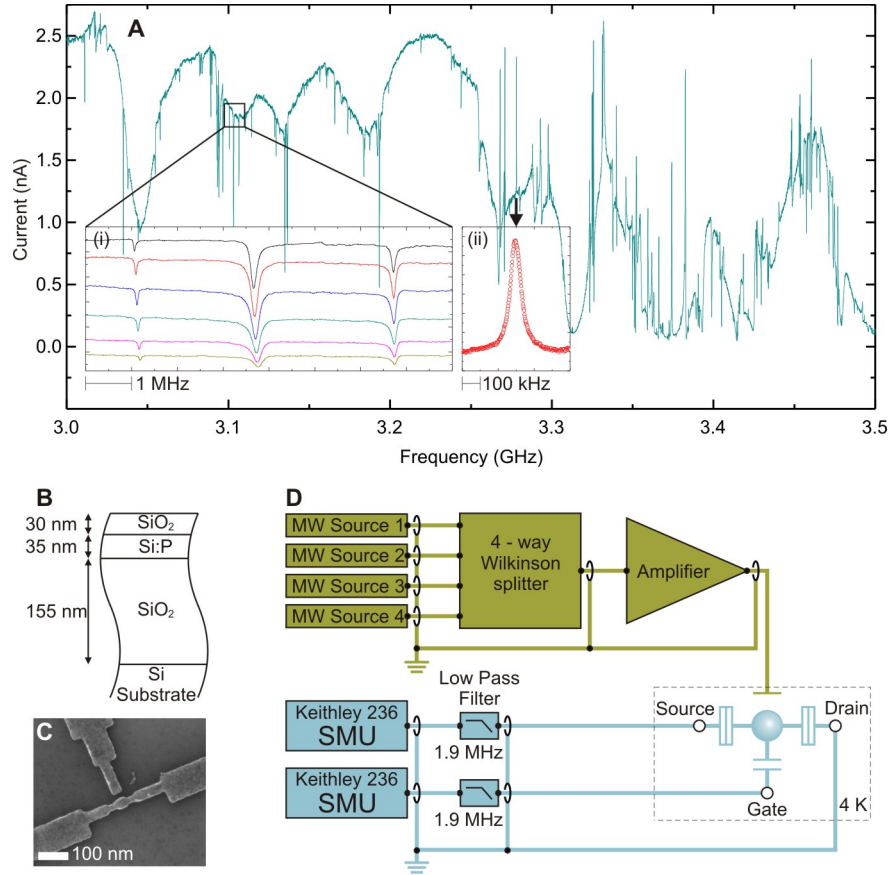 A
2.5
2.0
1.5
1.0
0.5
0.0
Current (nA)
(i)
(ii)
1 MHz
100 kHz
3.0
3.1
3.2
3.3
3.4
3.5
Frequency (GHz)
B
30 nm
35 nm
155 nm
SiO₂
Si:P
SiO₂
Si
Substrate
C
100 nm
D
MW Source 1
MW Source 2
MW Source 3
MW Source 4
4 - way
Wilkinson
splitter
Amplifier
Low Pass
Filter
Keithley 236
SMU
1.9 MHz
Keithley 236
SMU
1.9 MHz
Source
Drain
Gate
4 K